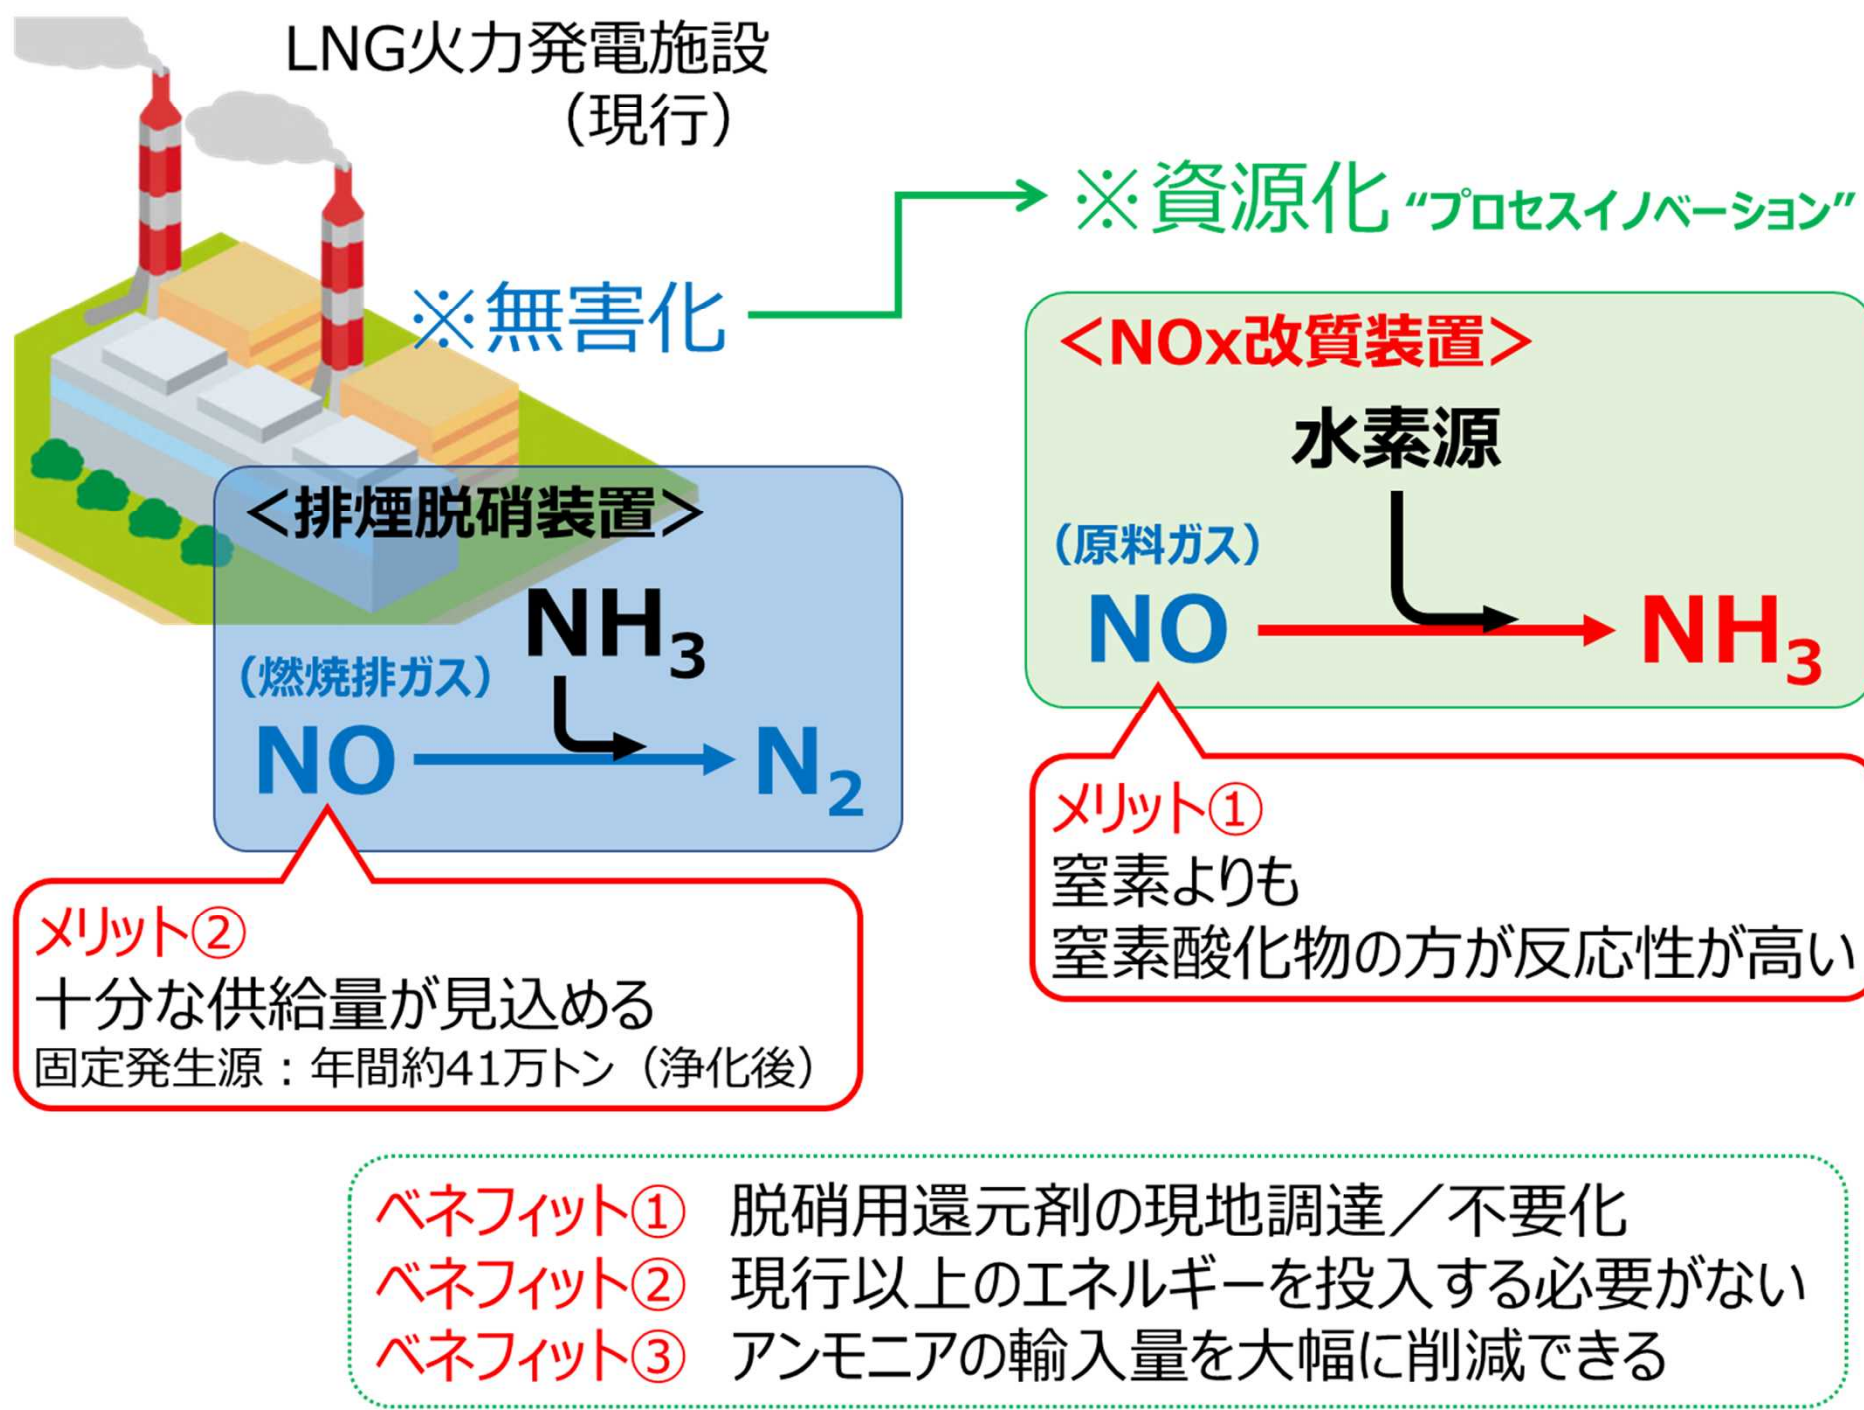 LNG火力発電施設
（現行）
※無害化
※資源化 “プロセスイノベーション”
＜排煙脱硝装置＞
NH₃
（燃焼排ガス）
NO
N₂
メリット②
十分な供給量が見込める
固定発生源：年間約41万トン（浄化後）
＜NOx改質装置＞
水素源
（原料ガス）
NO
NH₃
メリット①
窒素よりも
窒素酸化物の方が反応性が高い
ベネフィット① 脱硝用還元剤の現地調達／不要化
ベネフィット② 現行以上のエネルギーを投入する必要がない
ベネフィット③ アンモニアの輸入量を大幅に削減できる